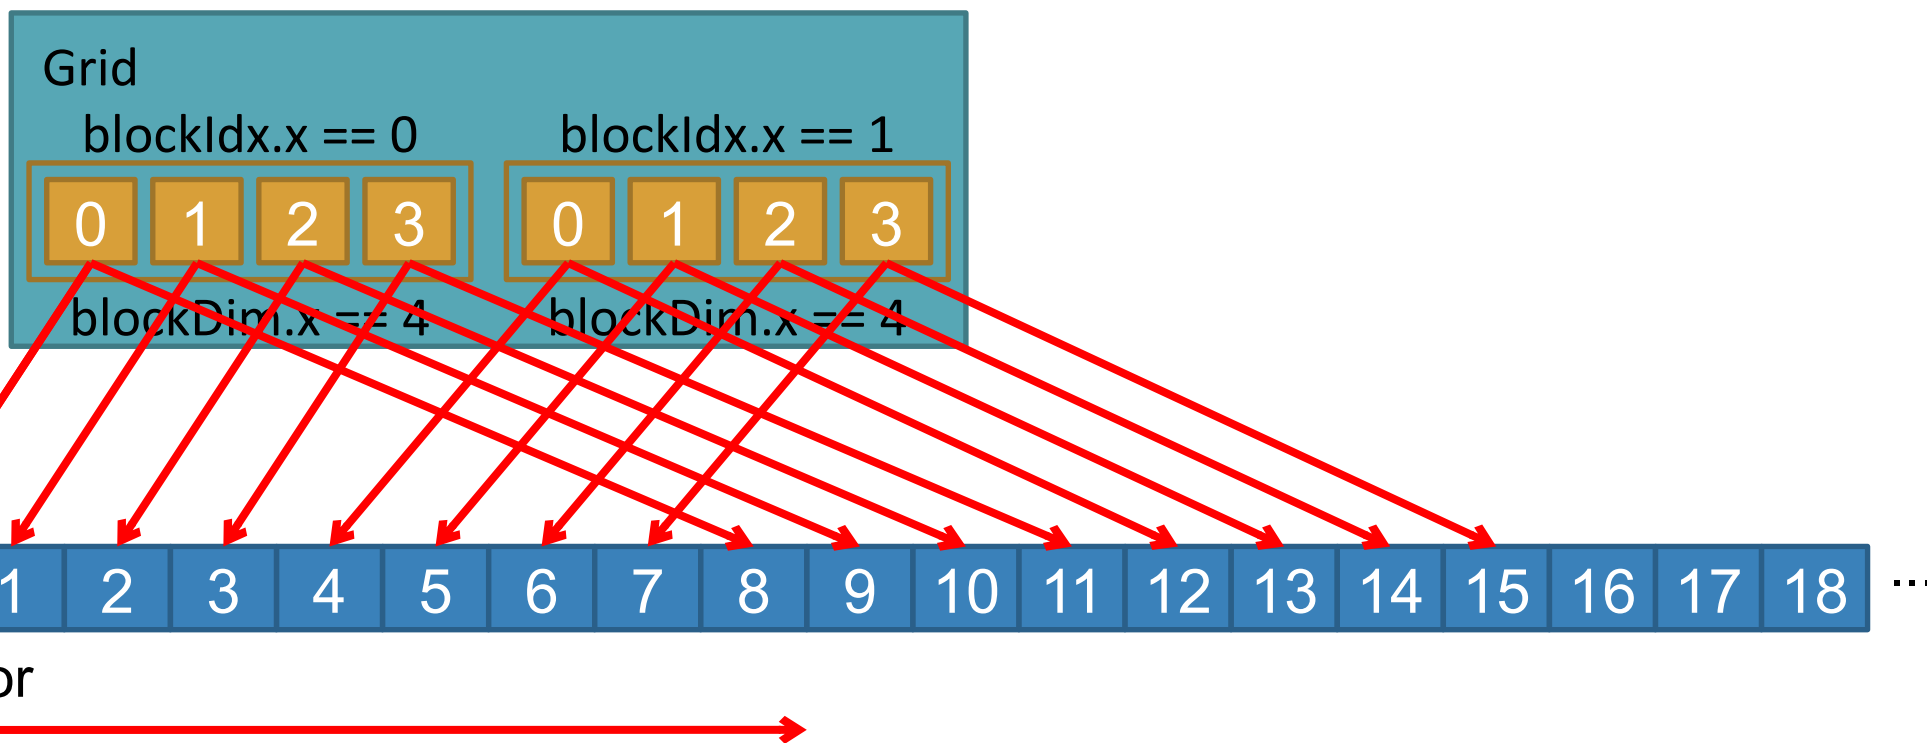 Grid
blockIdx.x == 0 blockIdx.x == 1
0 1 2 3 0 1 2 3
blockDim.x == 4 blockDim.x == 4
1 2 3 4 5 6 7 8 9 10 11 12 13 14 15 16 17 18 ...
or